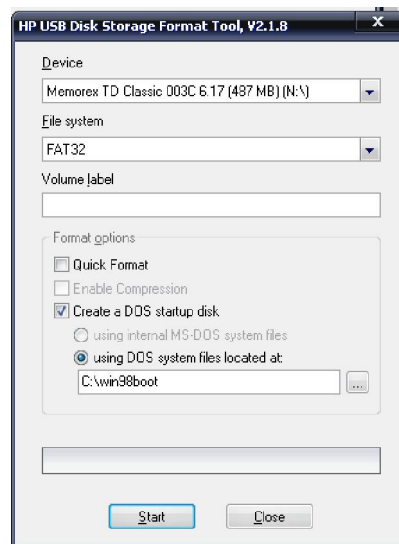 HP USB Disk Storage Format Tool, V2.1.8
x
Device
Memorex TD Classic 003C 6.17 (487 MB) (N:\)
File system
FAT32
Volume label
Format options
Quick Format
Enable Compression
Create a DOS startup disk
using internal MS-DOS system files
using DOS system files located at:
C:\win98boot
...
Start
Close